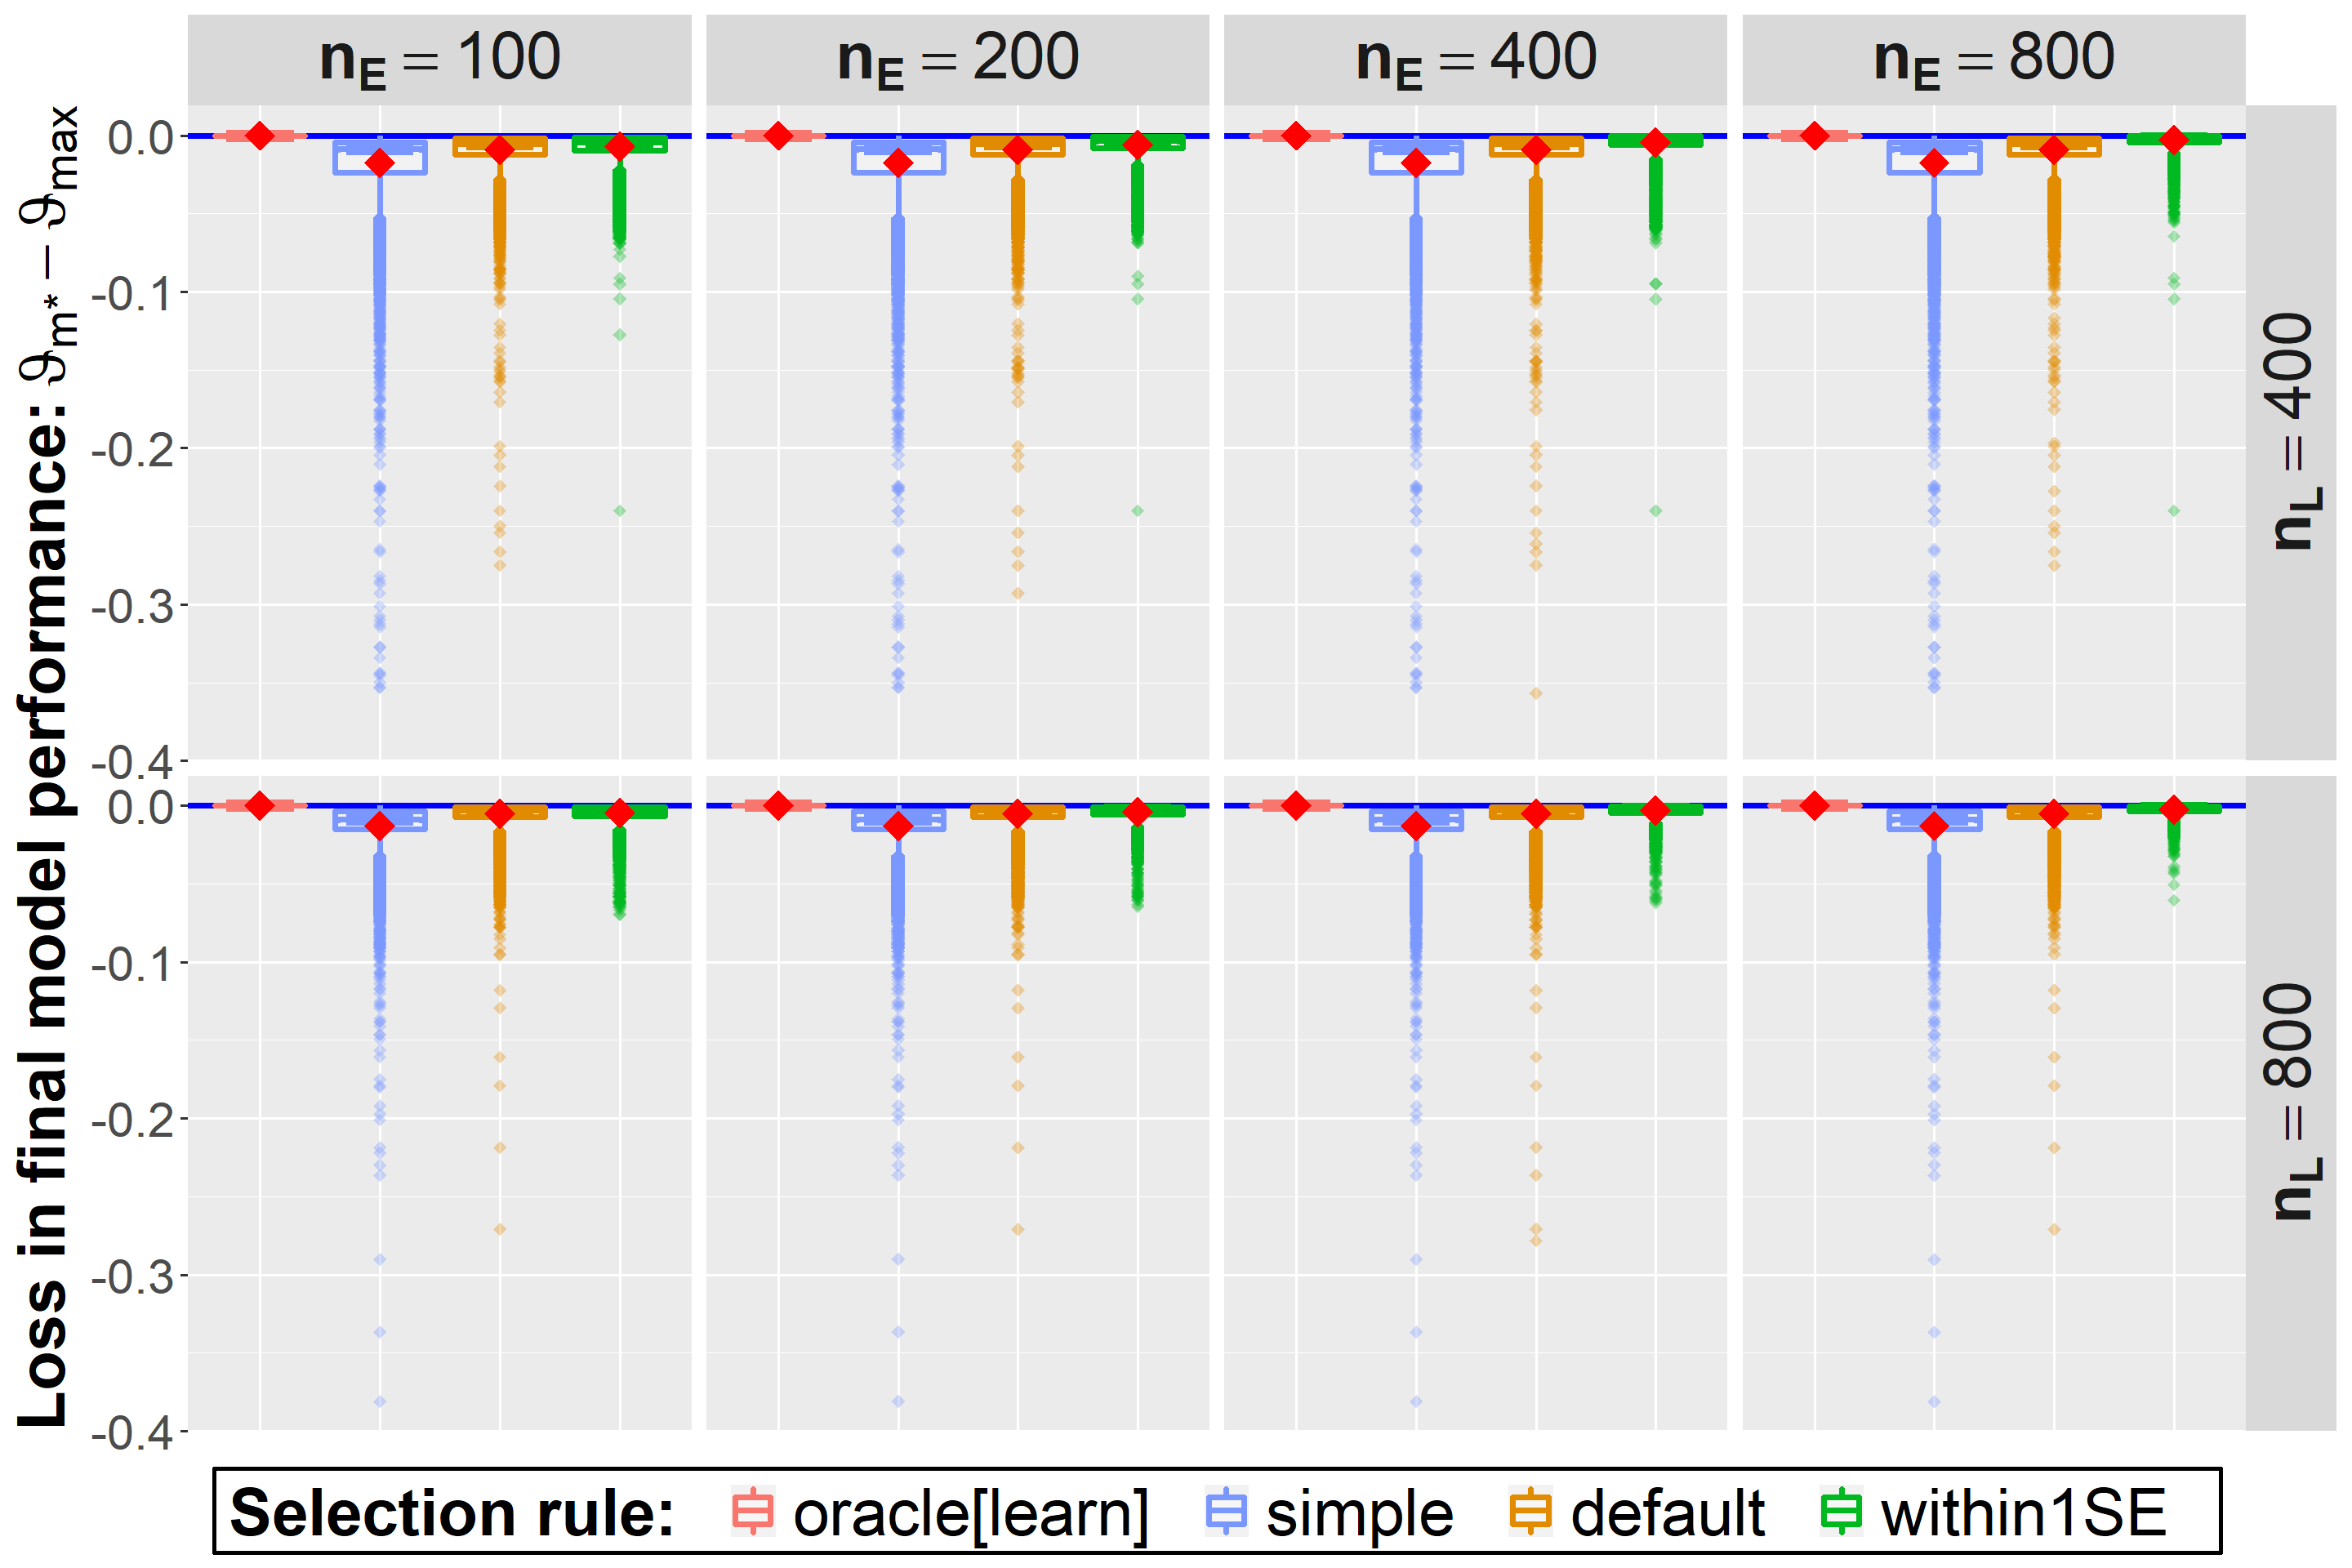 n_E = 100
n_E = 200
n_E = 400
n_E = 800
Loss in final model performance: ϑ_m* − ϑ_max
0.0
-0.1
-0.2
-0.3
-0.4
n_L = 400
0.0
-0.1
-0.2
-0.3
-0.4
n_L = 800
Selection rule: oracle[learn] simple default within1SE